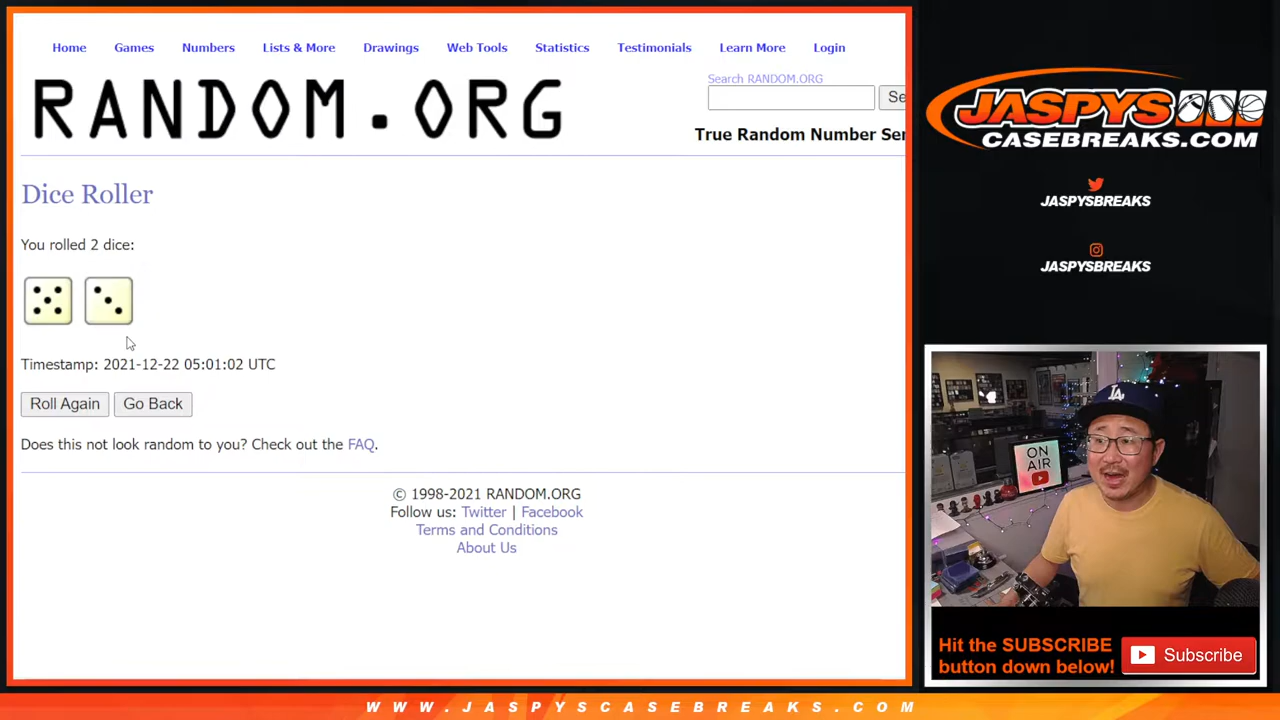 Home Games Numbers Lists & More Drawings Web Tools Statistics Testimonials Learn More Login
Search RANDOM.ORG
RANDOM.ORG
Se
True Random Number Ser
Dice Roller
You rolled 2 dice:
Timestamp: 2021-12-22 05:01:02 UTC
Roll Again Go Back
Does this not look random to you? Check out the FAQ.
© 1998-2021 RANDOM.ORG
Follow us: Twitter | Facebook
Terms and Conditions
About Us
JASPYS
CASEBREAKS.COM
JASPYSBREAKS
JASPYSBREAKS
LA
ON
AIR
Hit the SUBSCRIBE
button down below!
Subscribe
WWW.JASPYSCASEBREAKS.COM